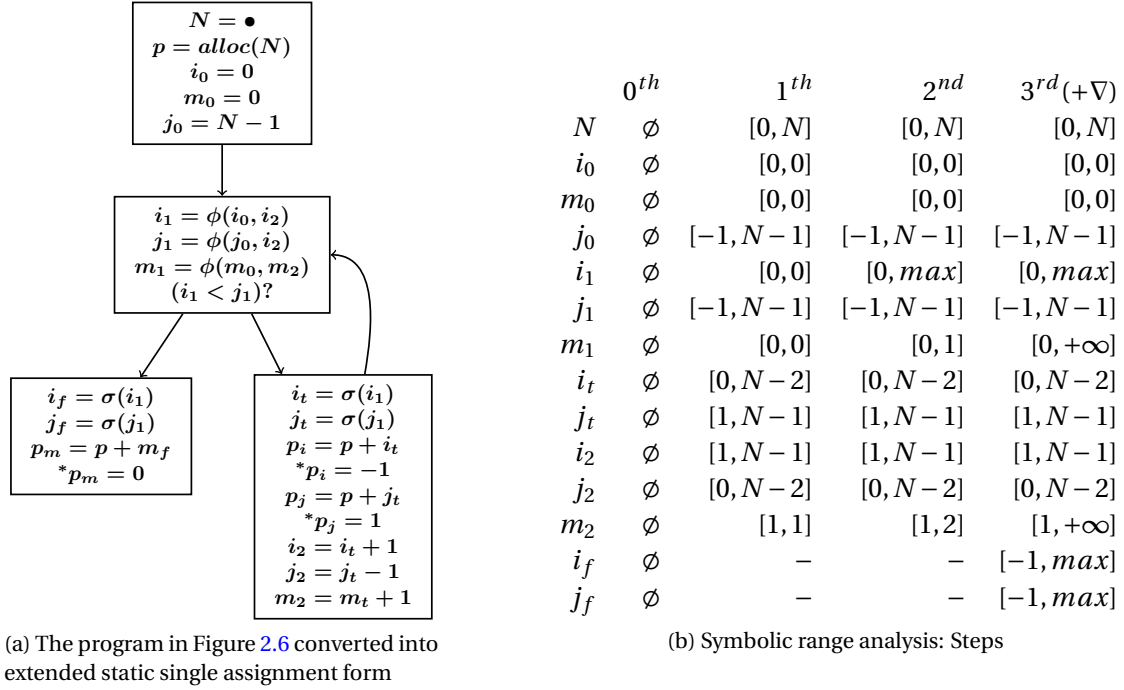 N = •
p = alloc(N)
i₀ = 0
m₀ = 0
j₀ = N − 1
i₁ = ϕ(i₀, i₂)
j₁ = ϕ(j₀, i₂)
m₁ = ϕ(m₀, m₂)
(i₁ < j₁)?
i_f = σ(i₁)
j_f = σ(j₁)
p_m = p + m_f
*p_m = 0
i_t = σ(i₁)
j_t = σ(j₁)
p_i = p + i_t
*p_i = −1
p_j = p + j_t
*p_j = 1
i₂ = i_t + 1
j₂ = j_t − 1
m₂ = m_t + 1
(a) The program in Figure 2.6 converted into
extended static single assignment form
0^th 1^th 2^nd 3^rd(+∇)
N ∅ [0,N] [0,N] [0,N]
i₀ ∅ [0,0] [0,0] [0,0]
m₀ ∅ [0,0] [0,0] [0,0]
j₀ ∅ [−1,N−1] [−1,N−1] [−1,N−1]
i₁ ∅ [0,0] [0,max] [0,max]
j₁ ∅ [−1,N−1] [−1,N−1] [−1,N−1]
m₁ ∅ [0,0] [0,1] [0,+∞]
i_t ∅ [0,N−2] [0,N−2] [0,N−2]
j_t ∅ [1,N−1] [1,N−1] [1,N−1]
i₂ ∅ [1,N−1] [1,N−1] [1,N−1]
j₂ ∅ [0,N−2] [0,N−2] [0,N−2]
m₂ ∅ [1,1] [1,2] [1,+∞]
i_f ∅ − − [−1,max]
j_f ∅ − − [−1,max]
(b) Symbolic range analysis: Steps